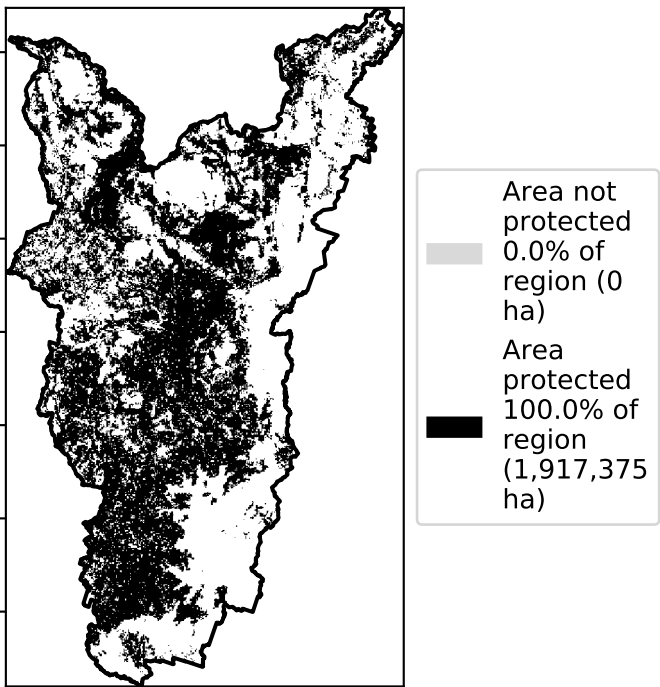 Area not
protected
0.0% of
region (0
ha)
Area
protected
100.0% of
region
(1,917,375
ha)